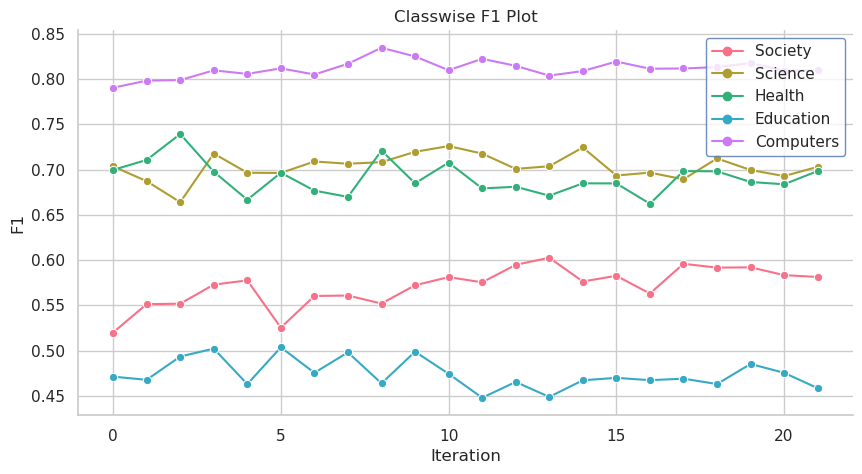 Classwise F1 Plot
0.85
0.80
0.75
0.70
0.65
0.60
0.55
0.50
0.45
F1
0 5 10 15 20
Iteration
Society
Science
Health
Education
Computers